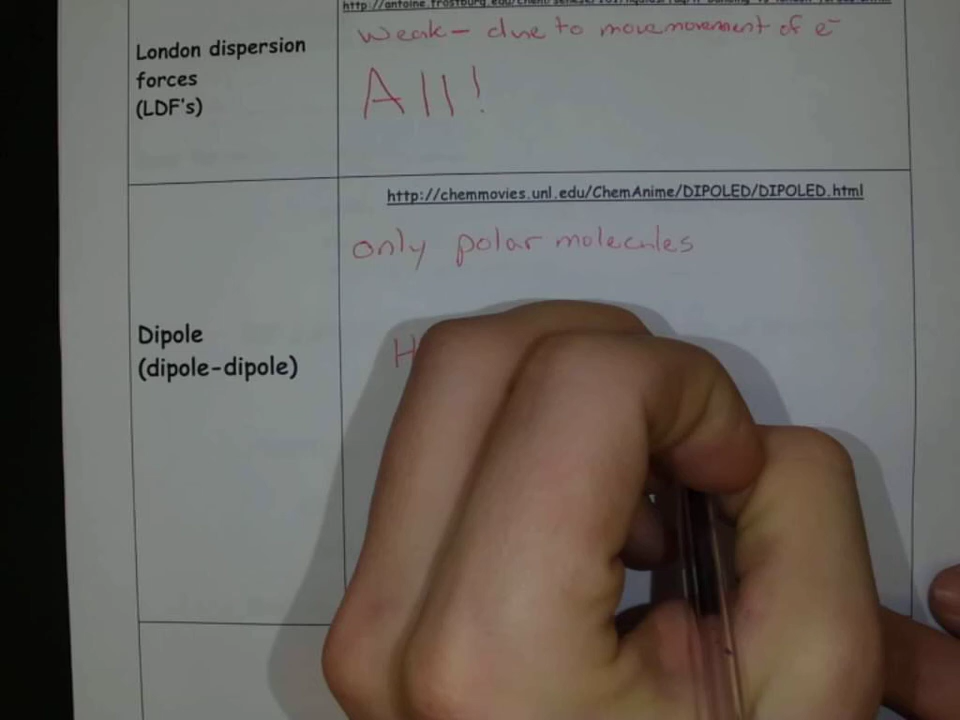 London dispersion
forces
(LDF's)
weak - due to movemovement of e⁻
All!
http://chemmovies.unl.edu/ChemAnime/DIPOLED/DIPOLED.html
only polar molecules
Dipole
(dipole-dipole)
H